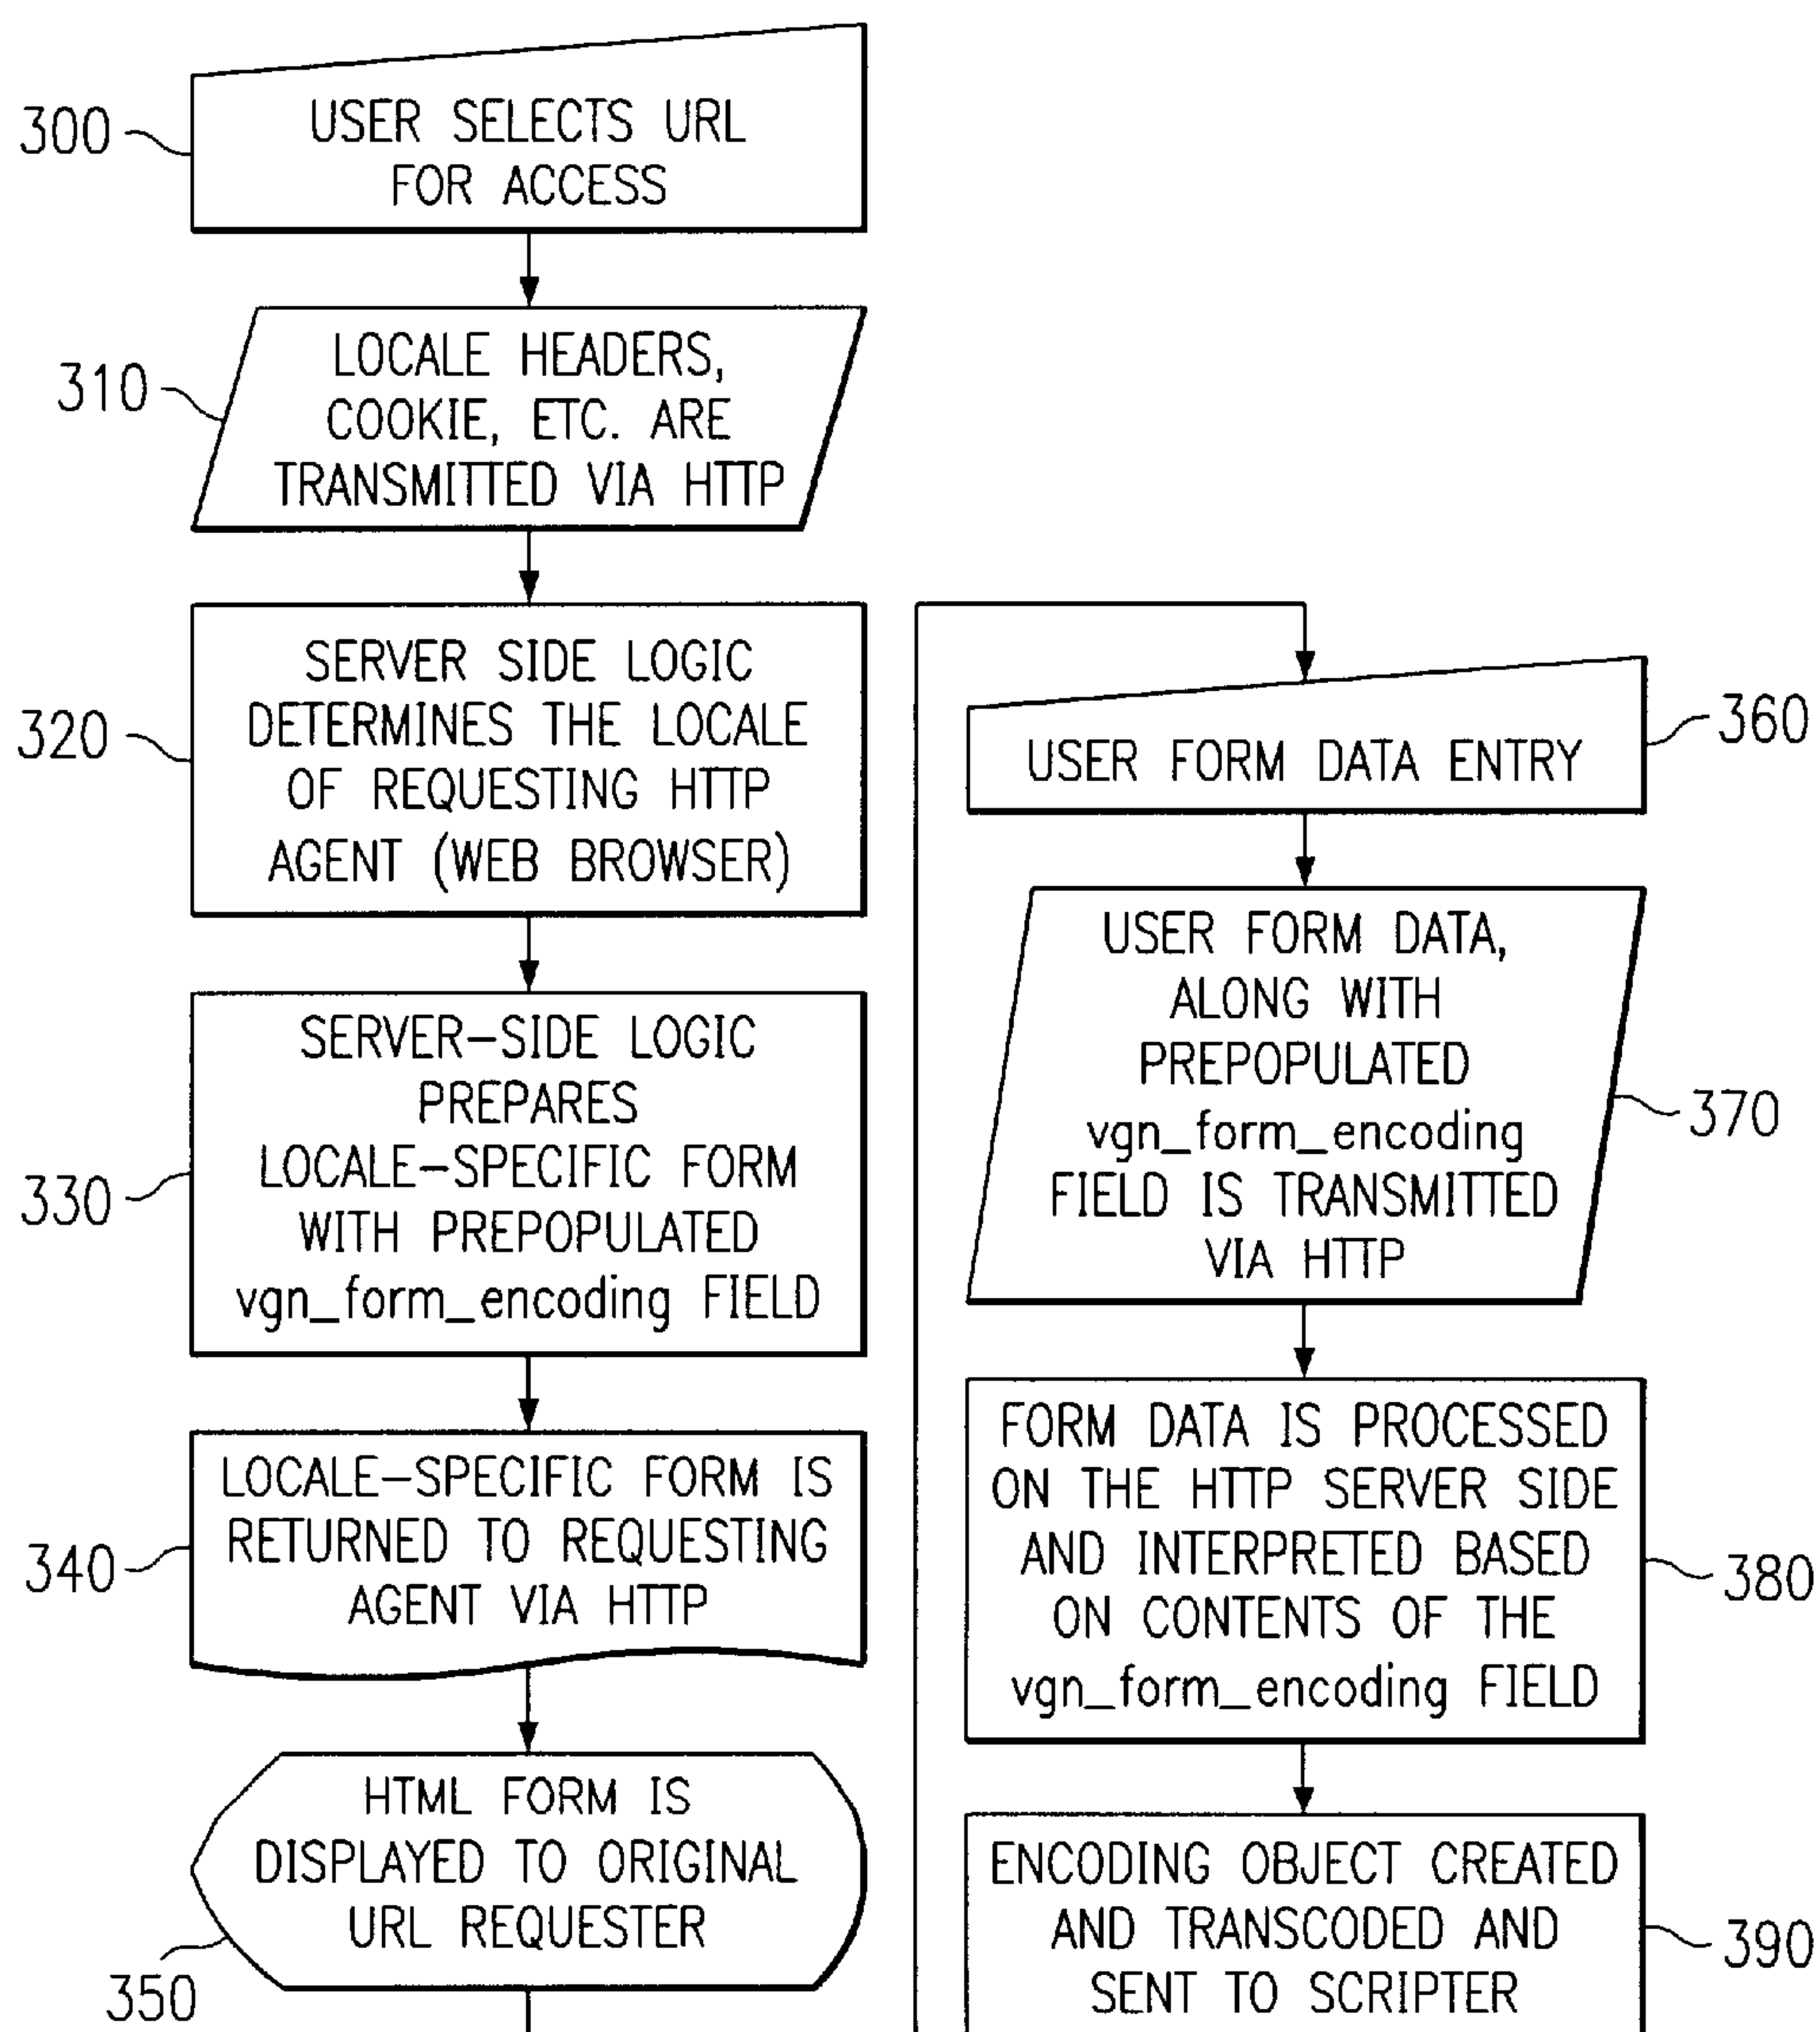 300
USER SELECTS URL
FOR ACCESS
310
LOCALE HEADERS,
COOKIE, ETC. ARE
TRANSMITTED VIA HTTP
320
SERVER SIDE LOGIC
DETERMINES THE LOCALE
OF REQUESTING HTTP
AGENT (WEB BROWSER)
330
SERVER-SIDE LOGIC
PREPARES
LOCALE-SPECIFIC FORM
WITH PREPOPULATED
vgn_form_encoding FIELD
340
LOCALE-SPECIFIC FORM IS
RETURNED TO REQUESTING
AGENT VIA HTTP
350
HTML FORM IS
DISPLAYED TO ORIGINAL
URL REQUESTER
360
USER FORM DATA ENTRY
370
USER FORM DATA,
ALONG WITH
PREPOPULATED
vgn_form_encoding
FIELD IS TRANSMITTED
VIA HTTP
380
FORM DATA IS PROCESSED
ON THE HTTP SERVER SIDE
AND INTERPRETED BASED
ON CONTENTS OF THE
vgn_form_encoding FIELD
390
ENCODING OBJECT CREATED
AND TRANSCODED AND
SENT TO SCRIPTER